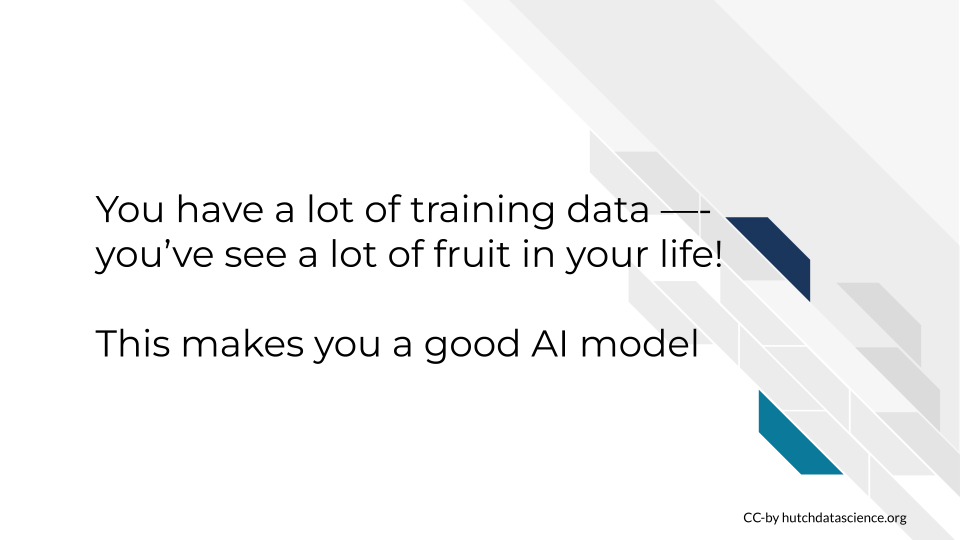 You have a lot of training data —-
you’ve see a lot of fruit in your life!
This makes you a good AI model
CC-by hutchdatascience.org